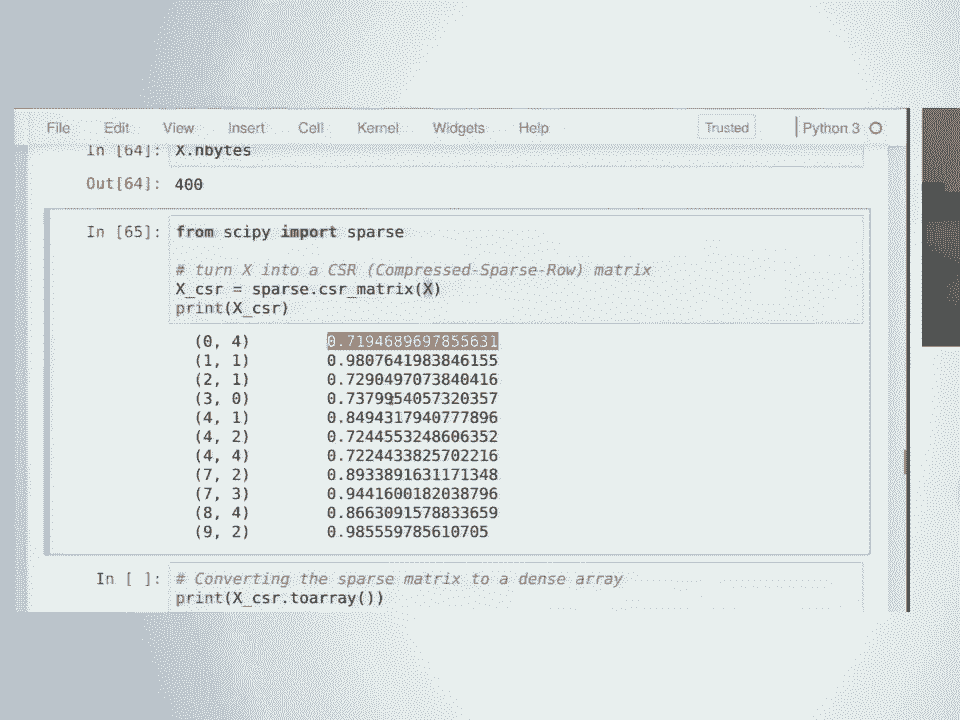 File Edit View Insert Cell Kernel Widgets Help Trusted Python 3
In [64]: X.nbytes
Out[64]: 400
In [65]: from scipy import sparse
# turn X into a CSR (Compressed-Sparse-Row) matrix
X_csr = sparse.csr_matrix(X)
print(X_csr)
(0, 4) 0.7194689697855631
(1, 1) 0.9807641983846155
(2, 1) 0.7290497073840416
(3, 0) 0.7379954057320357
(4, 1) 0.8494317940777896
(4, 2) 0.7244553248606352
(4, 4) 0.7224433825702216
(7, 2) 0.8933891631171348
(7, 3) 0.9441600182038796
(8, 4) 0.8663091578833659
(9, 2) 0.985559785610705
In [ ]: # Converting the sparse matrix to a dense array
print(X_csr.toarray())